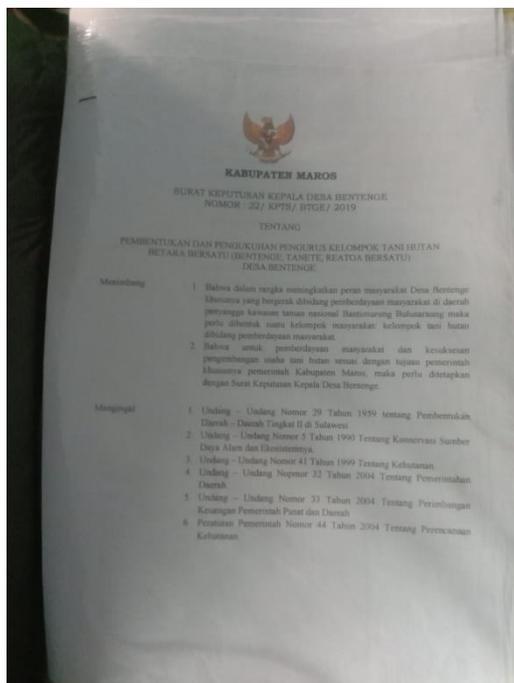 KABUPATEN MAROS
SURAT KEPUTUSAN KEPALA DESA BENTENGE
NOMOR : 22/ KPTS/ BTGE/ 2019
TENTANG
PEMBENTUKAN DAN PENGUKUHAN PENGURUS KELOMPOK TANI HUTAN
BETARA BERSATU (BENTENGE, TANETE, REATOA BERSATU)
DESA BENTENGE
Menimbang
1. Bahwa dalam rangka meningkatkan peran masyarakat Desa Bentenge
khususnya yang bergerak dibidang pemberdayaan masyarakat di daerah
penyangga kawasan taman nasional Bantimurung Bulusaraung maka
perlu dibentuk suatu kelompok masyarakat/ kelompok tani hutan
dibidang pemberdayaan masyarakat.
2. Bahwa untuk pemberdayaan masyarakat dan kesuksesan
pengembangan usaha tani hutan sesuai dengan tujuan pemerintah
khususnya pemerintah Kabupaten Maros, maka perlu ditetapkan
dengan Surat Keputusan Kepala Desa Bentenge.
Mengingat
1. Undang – Undang Nomor 29 Tahun 1959 tentang Pembentukan
Daerah – Daerah Tingkat II di Sulawesi
2. Undang – Undang Nomor 5 Tahun 1990 Tentang Konservasi Sumber
Daya Alam dan Ekosistemnya.
3. Undang – Undang Nomor 41 Tahun 1999 Tentang Kehutanan
4. Undang – Undang Nopmor 32 Tahun 2004 Tentang Pemerintahan
Daerah
5. Undang – Undang Nomor 33 Tahun 2004 Tentang Perimbangan
Keuangan Pemerintah Pusat dan Daerah
6. Peraturan Pemerintah Nomor 44 Tahun 2004 Tentang Perencanaan
Kehutanan